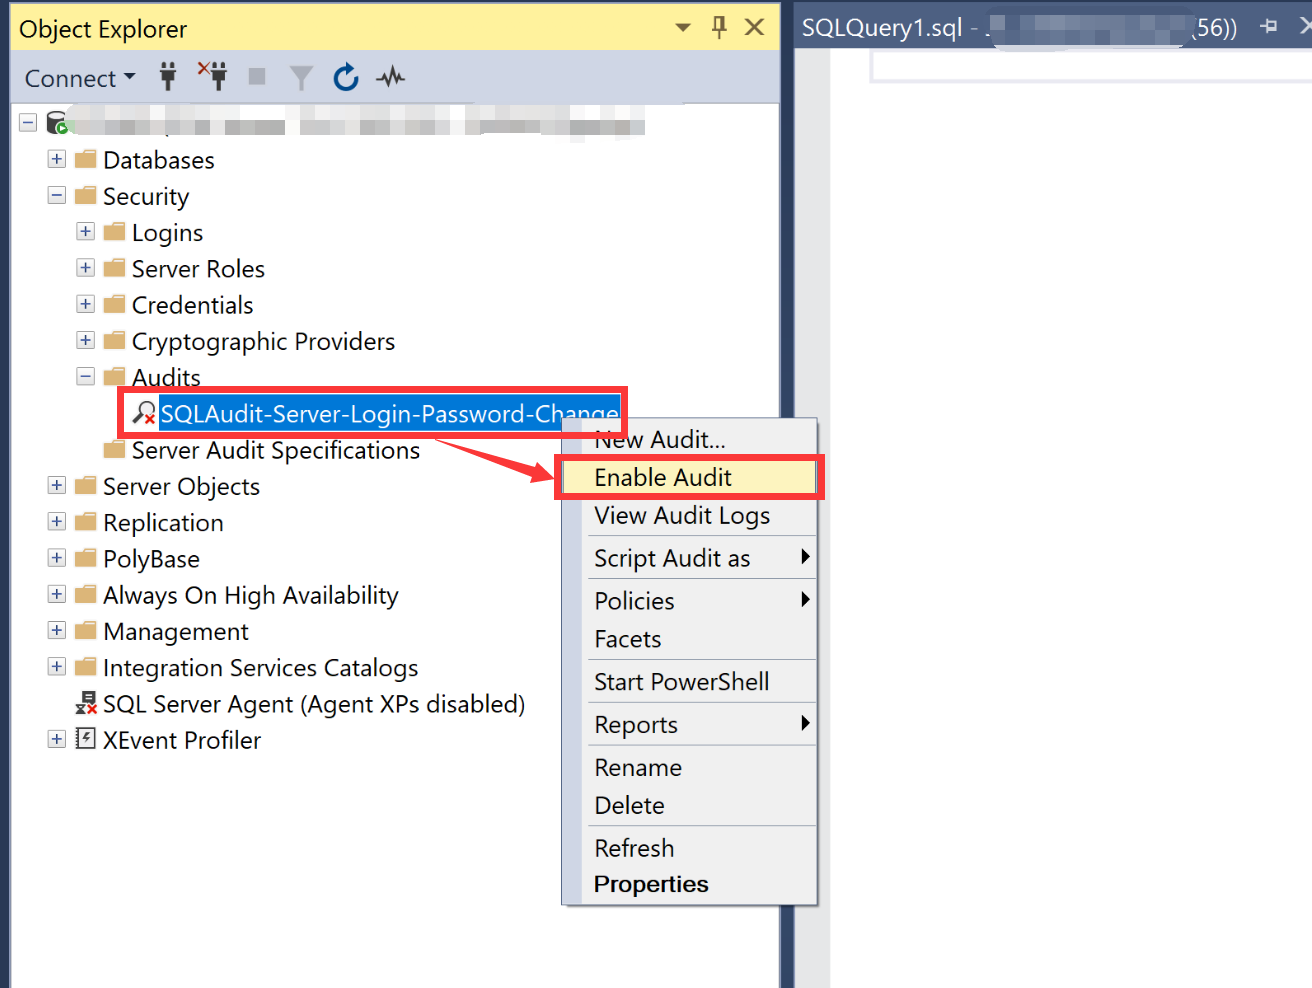 Object Explorer
SQLQuery1.sql - (56))
Connect
Databases
Security
Logins
Server Roles
Credentials
Cryptographic Providers
Audits
SQLAudit-Server-Login-Password-Change
Server Audit Specifications
Server Objects
Replication
PolyBase
Always On High Availability
Management
Integration Services Catalogs
SQL Server Agent (Agent XPs disabled)
XEvent Profiler
New Audit...
Enable Audit
View Audit Logs
Script Audit as
Policies
Facets
Start PowerShell
Reports
Rename
Delete
Refresh
Properties